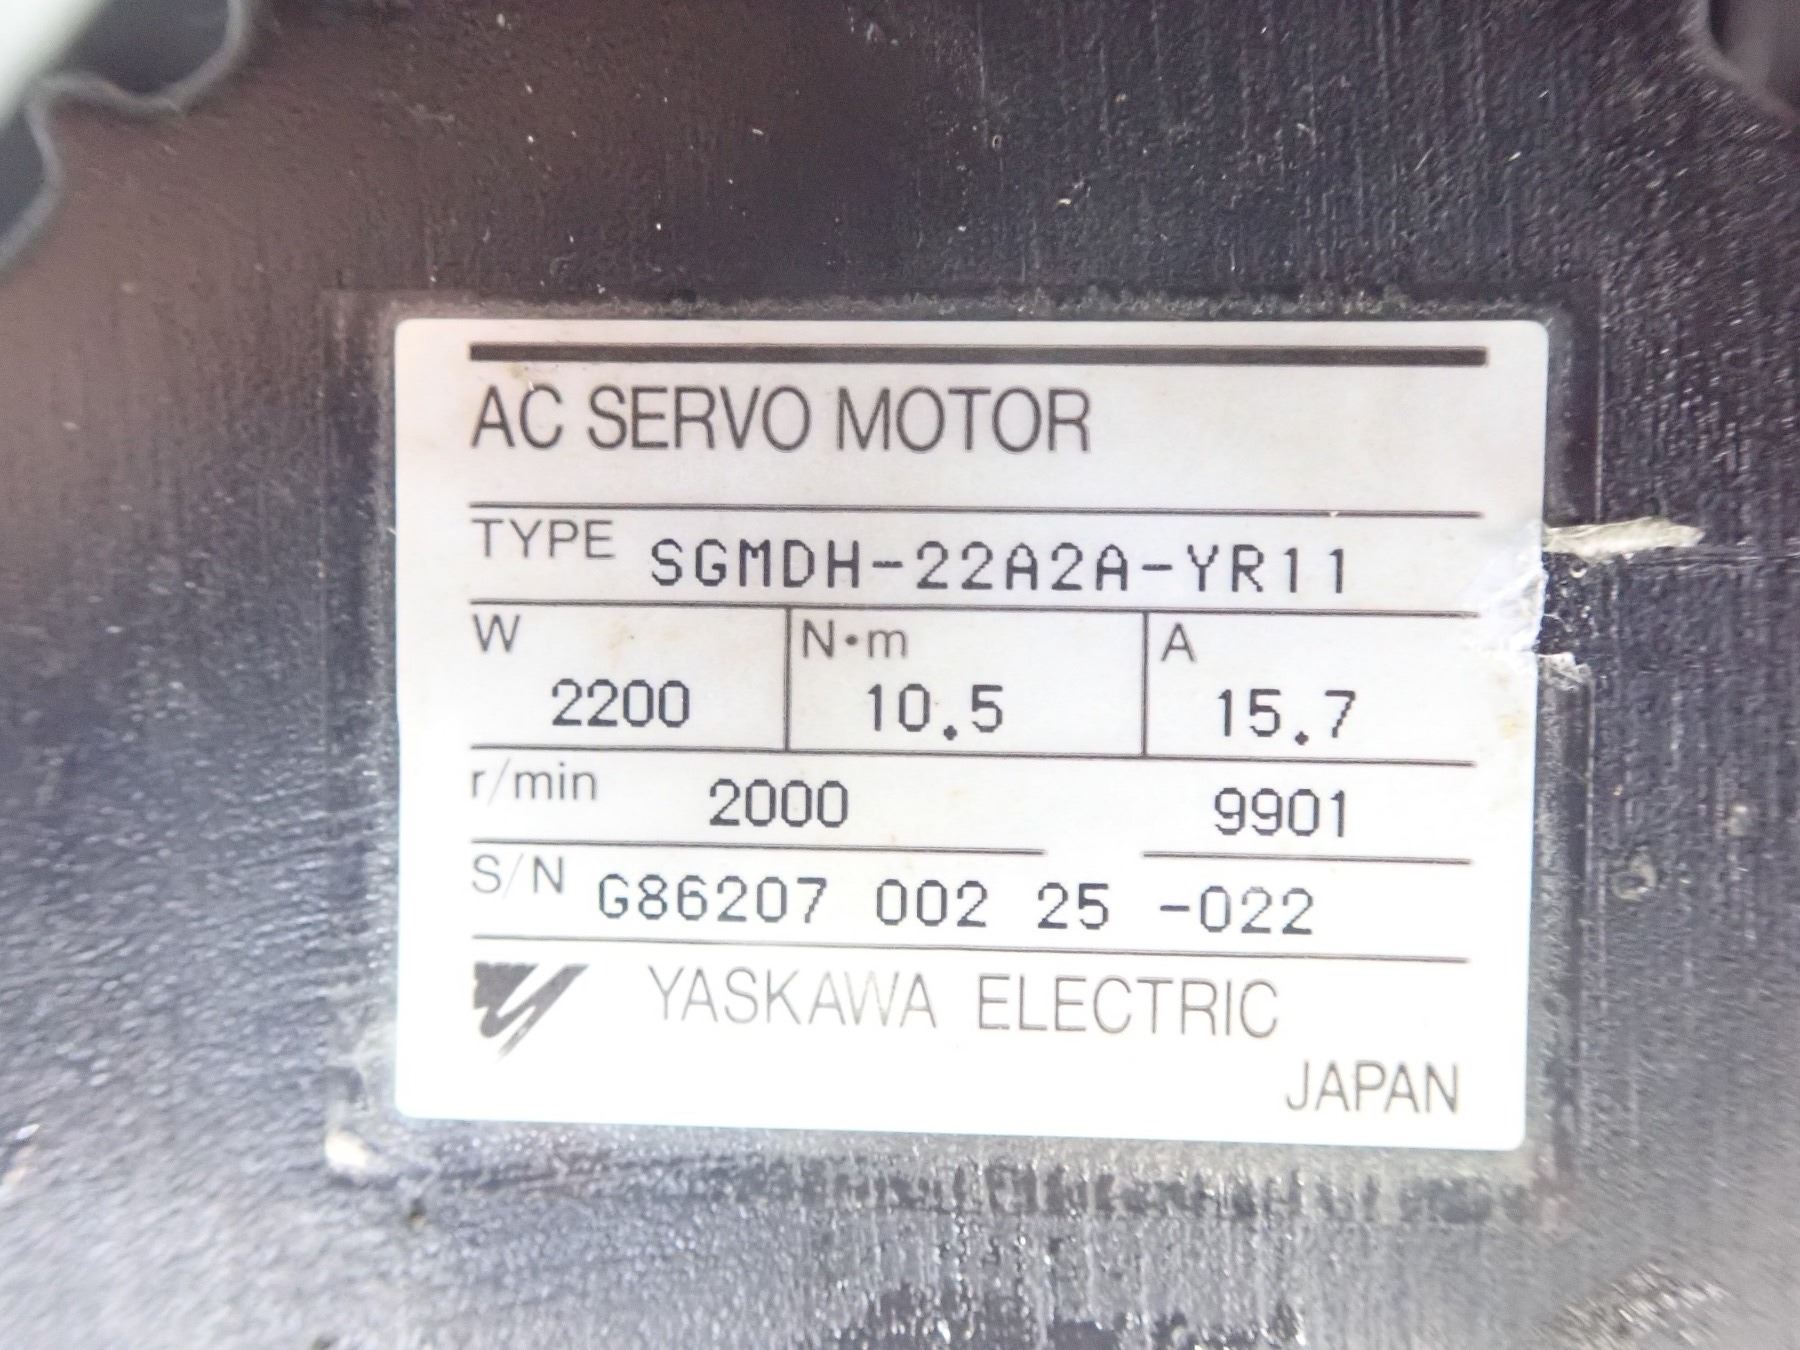 AC SERVO MOTOR
TYPE SGMDH-22A2A-YR11
W N·m A
2200 10.5 15.7
r/min 2000 9901
S/N G86207 002 25 -022
YASKAWA ELECTRIC
JAPAN